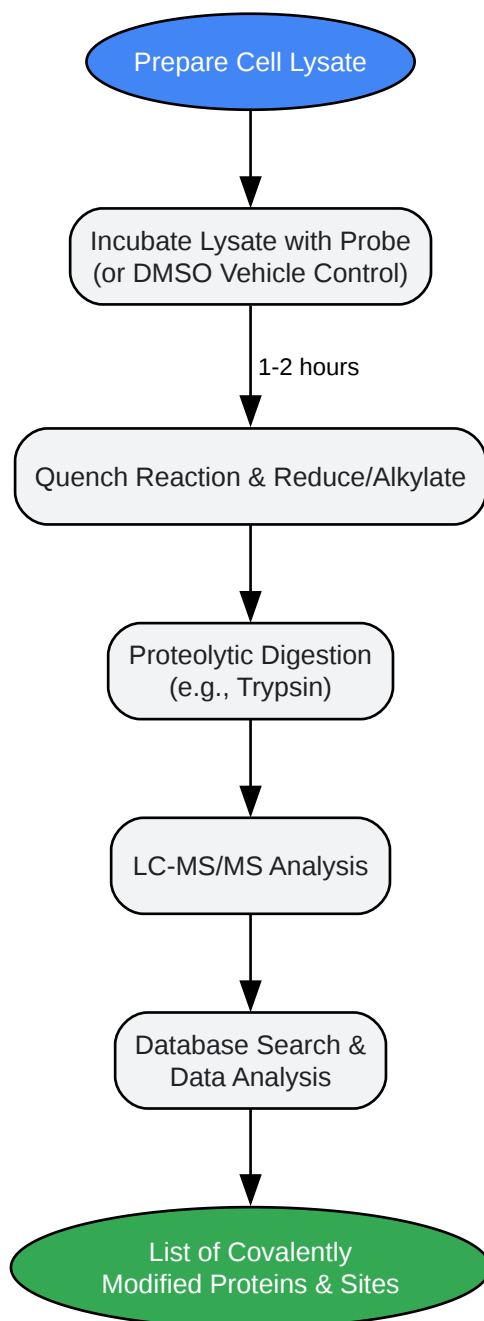 Prepare Cell Lysate
Incubate Lysate with Probe
(or DMSO Vehicle Control)
1-2 hours
Quench Reaction & Reduce/Alkylate
Proteolytic Digestion
(e.g., Trypsin)
LC-MS/MS Analysis
Database Search &
Data Analysis
List of Covalently
Modified Proteins & Sites